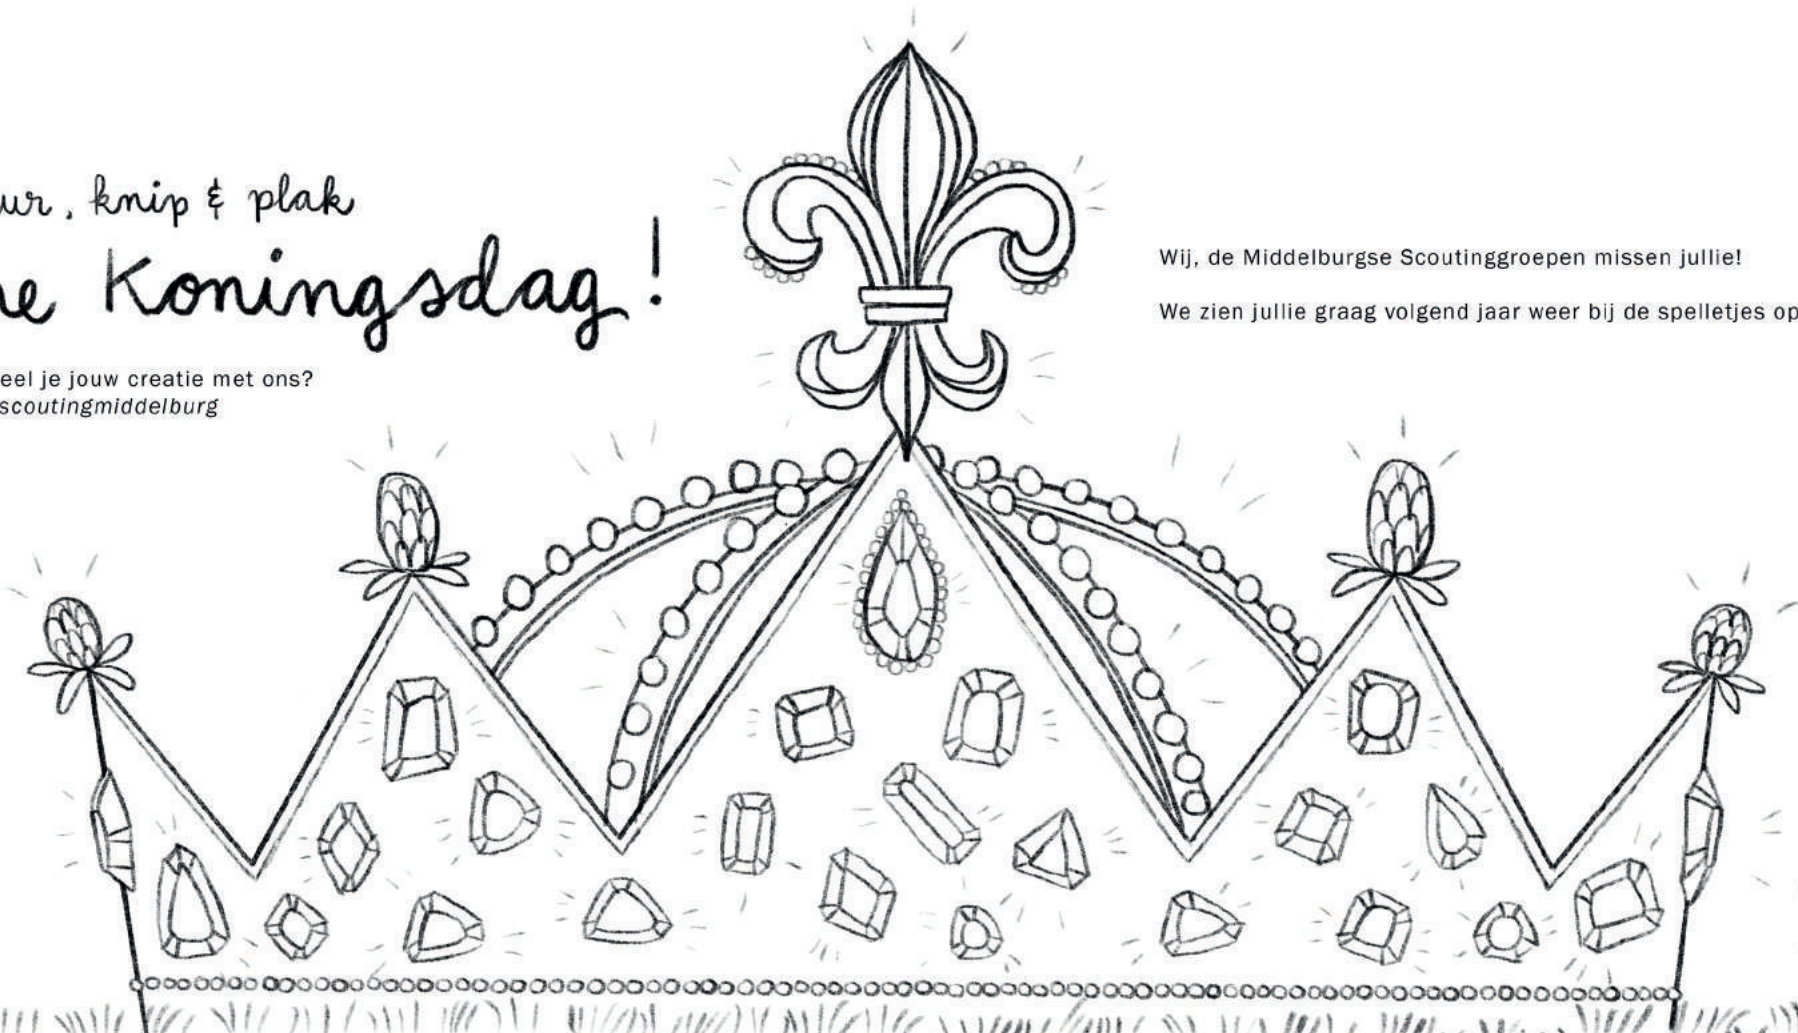 ur, knip & plak
ne Koningsdag!
eel je jouw creatie met ons?
scoutingmiddelburg
Wij, de Middelburgse Scoutinggroepen missen jullie!
We zien jullie graag volgend jaar weer bij de spelletjes op